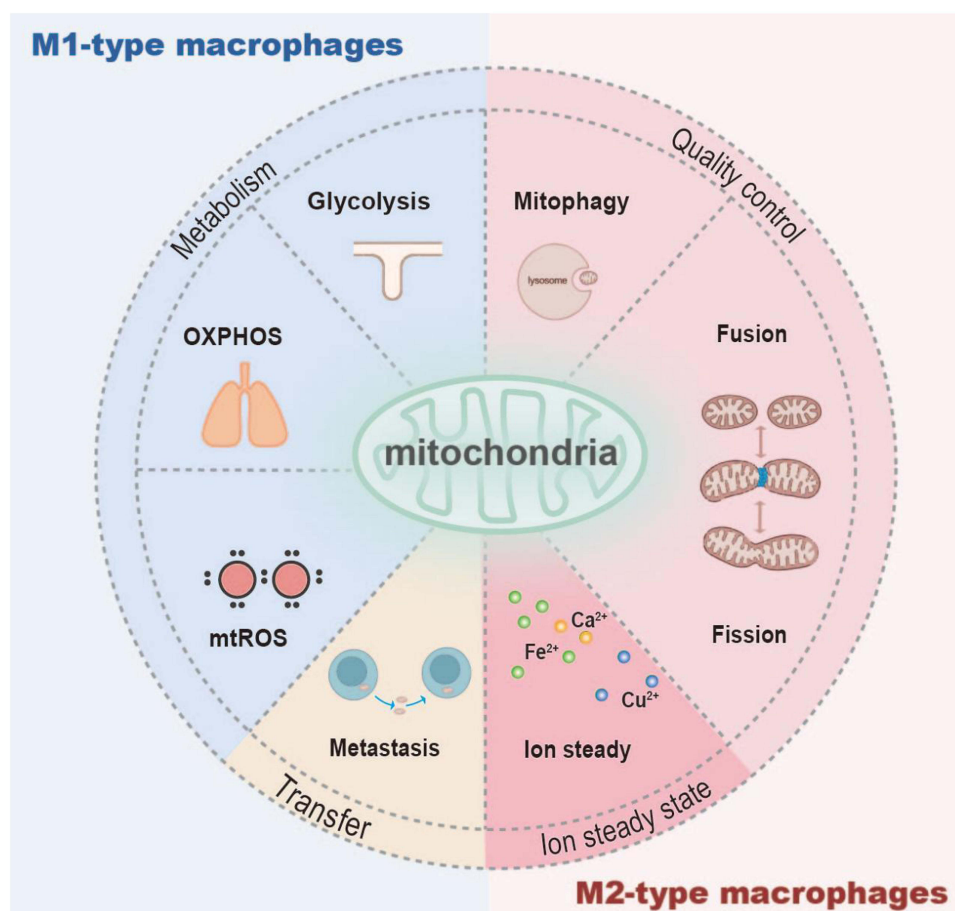 M1-type macrophages
Metabolism
Quality control
Glycolysis
Mitophagy
lysosome
OXPHOS
Fusion
mitochondria
mtROS
Fission
Ca²⁺
Fe²⁺
Cu²⁺
Metastasis
Ion steady
Transfer
Ion steady state
M2-type macrophages